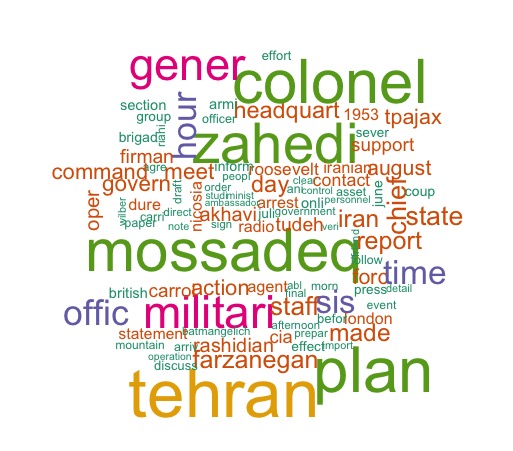 effort
gener
colonel
section
group
hour
armi
officer
headquart
1953
tpajax
brigad
riahi
zahedi
sever
support
firman
agre
inform
peopl
roosevelt
iranian
august
command
meet
clear
contact
asset
june
coup
govern
draft
order
day
an
control
personnel
oper
wilber
dure
nicosia
studi
minist
ambassador
arrest
onli
chief
state
paper
carri
direct
akhavi
juli
government
iran
note
sign
radio
tudeh
veri
mossadeq
report
follow
lord
time
british
carrol
action
agent
abl
final
morn
press
detail
offic
militari
staff
sis
event
befor
london
afternoon
statement
batmangelich
cia
prepar
made
mountain
arriv
rashidian
effect
import
operation
discuss
farzanegan
plan
tehran